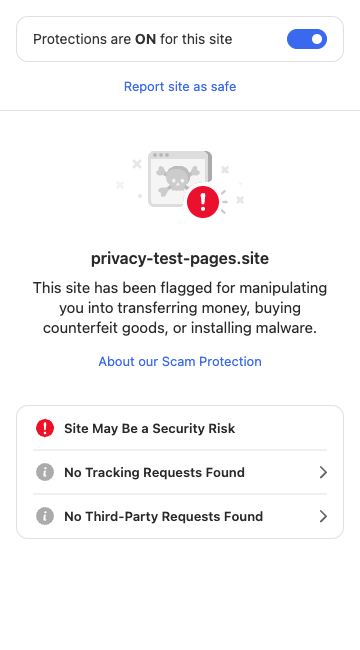 Protections are ON for this site
Report site as safe
privacy-test-pages.site
This site has been flagged for manipulating
you into transferring money, buying
counterfeit goods, or installing malware.
About our Scam Protection
Site May Be a Security Risk
No Tracking Requests Found
No Third-Party Requests Found